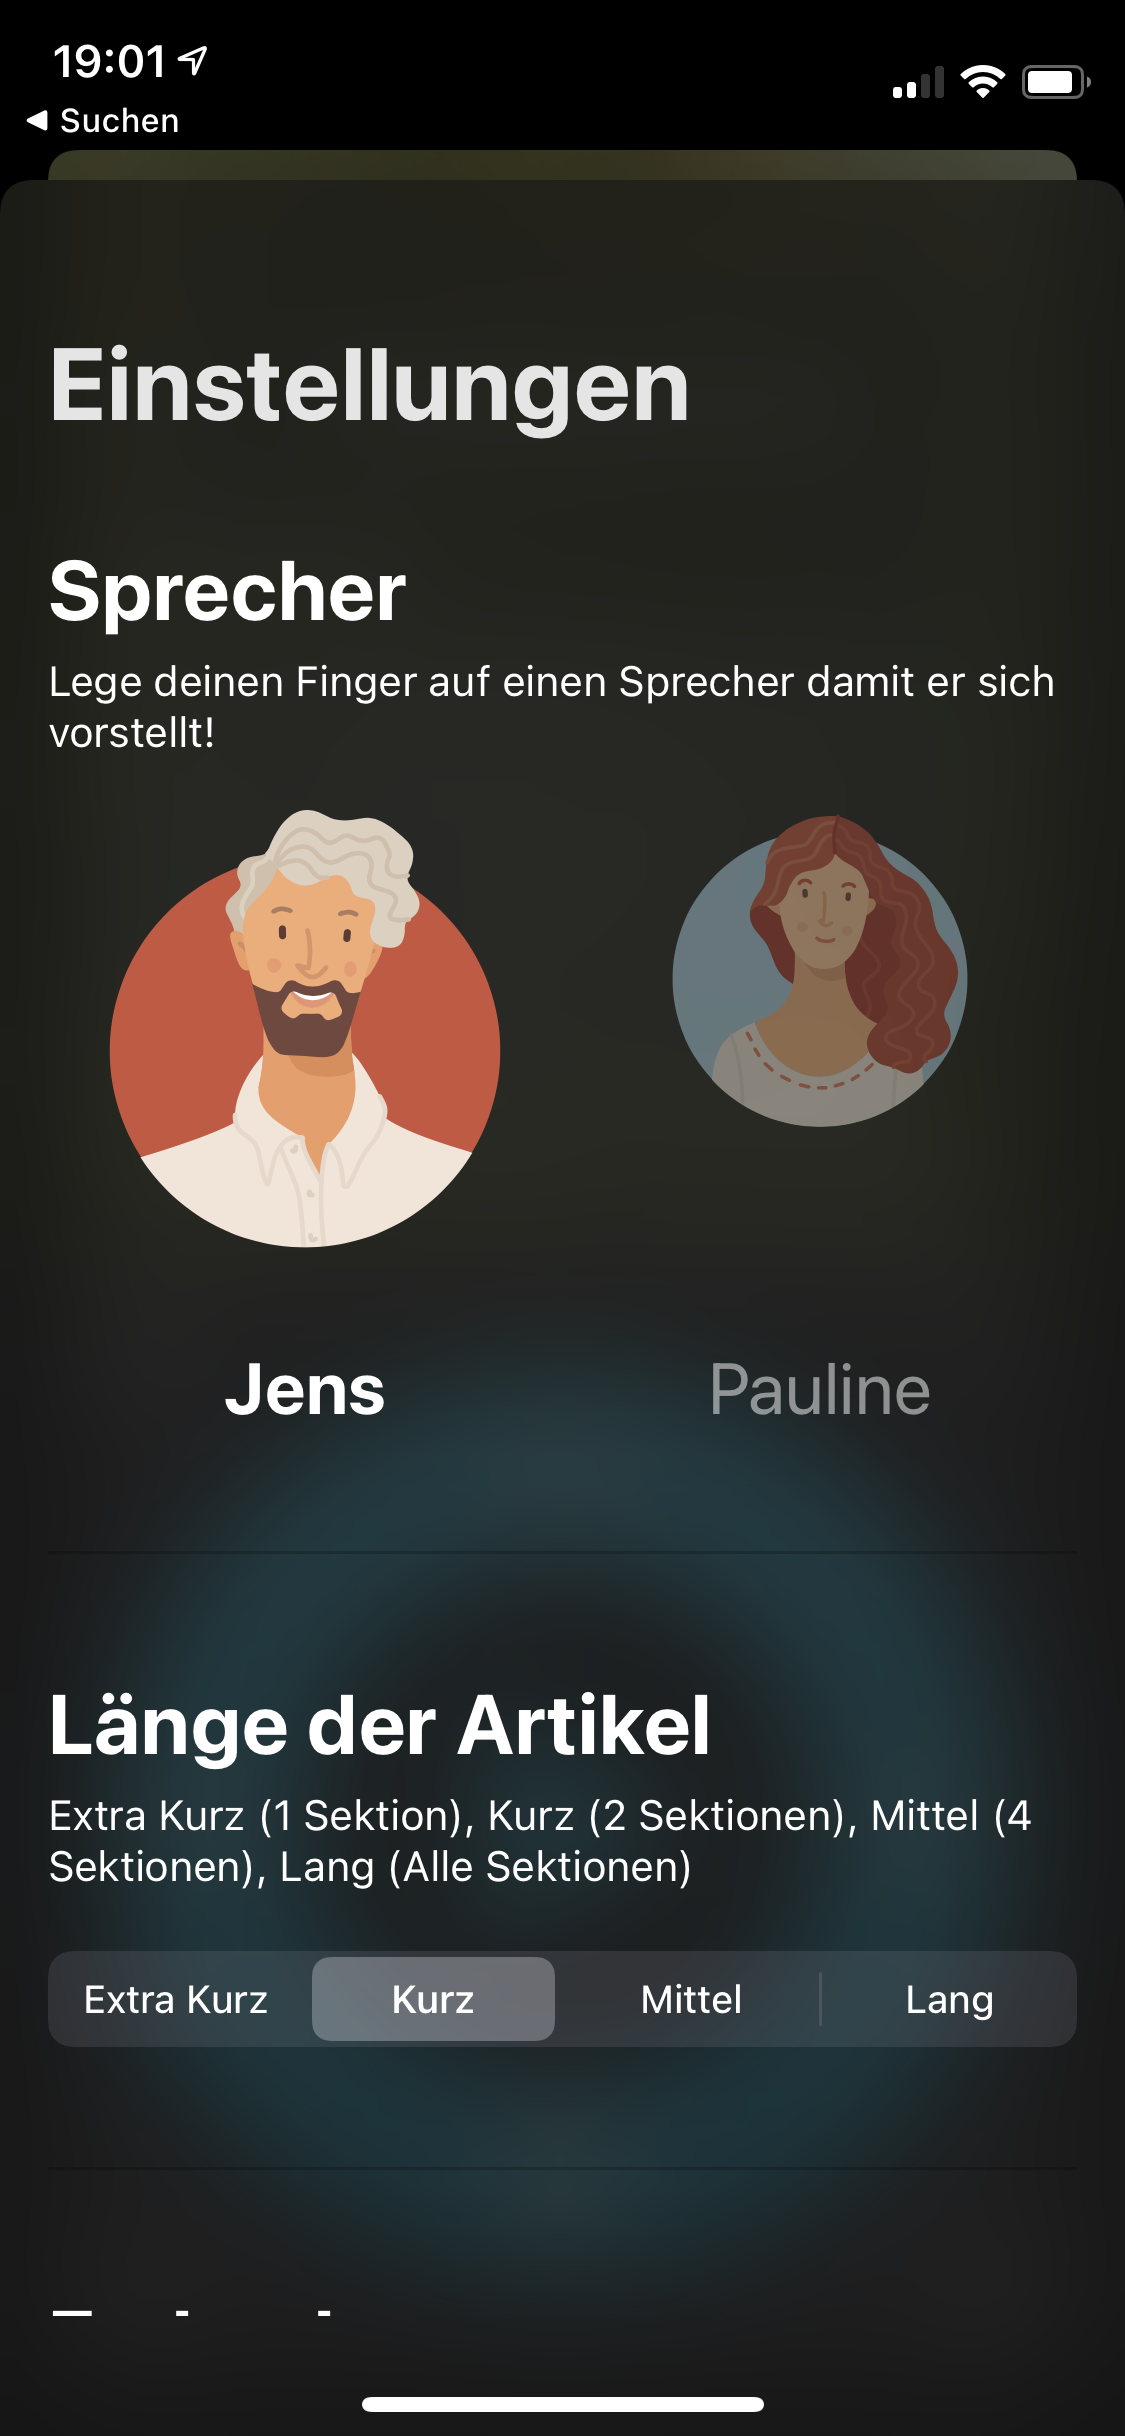 19:01
Suchen
Einstellungen
Sprecher
Lege deinen Finger auf einen Sprecher damit er sich
vorstellt!
Jens
Pauline
Länge der Artikel
Extra Kurz (1 Sektion), Kurz (2 Sektionen), Mittel (4
Sektionen), Lang (Alle Sektionen)
Extra Kurz
Kurz
Mittel
Lang